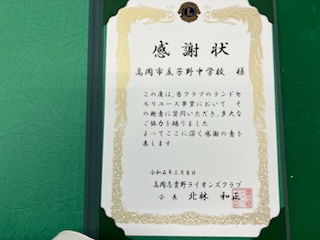 感謝状
高岡市立芳野中学校 様
この度は、当クラブのランドセ
ルリユース事業において そ
の趣意に賛同いただき、多大な
ご協力を賜りました
よってここに深く感謝の意を
表します
令和五年三月吉日
高岡志貴野ライオンズクラブ
会長 北林 和正